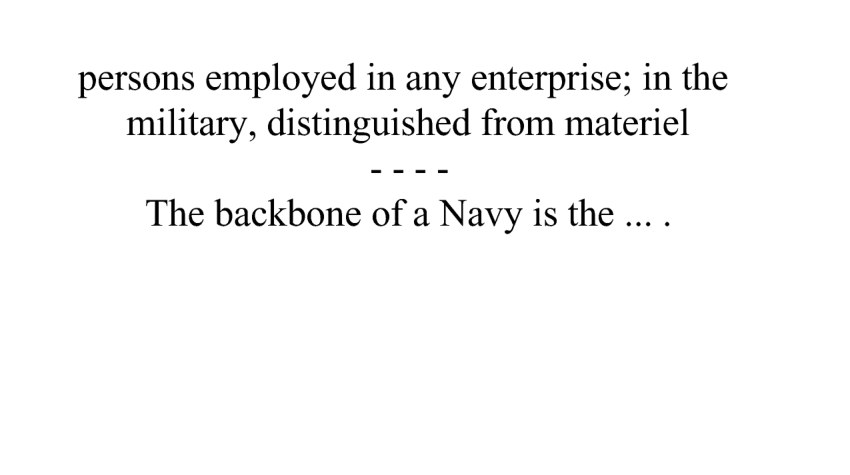 persons employed in any enterprise; in the
military, distinguished from materiel
- - - -
The backbone of a Navy is the ... .